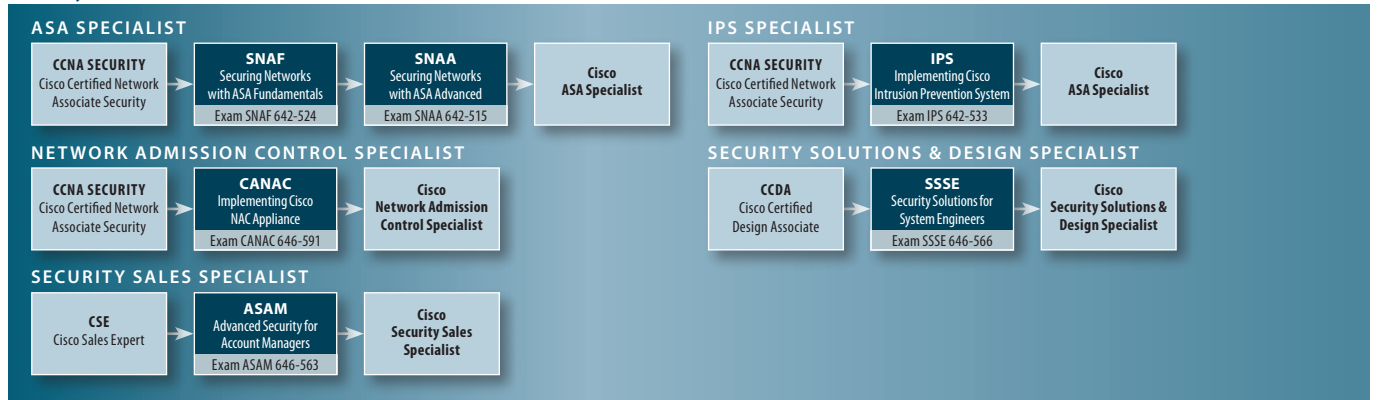 ASA SPECIALIST
CCNA SECURITY
Cisco Certified Network
Associate Security
SNAF
Securing Networks
with ASA Fundamentals
Exam SNAF 642-524
SNAA
Securing Networks
with ASA Advanced
Exam SNAA 642-515
Cisco
ASA Specialist
IPS SPECIALIST
CCNA SECURITY
Cisco Certified Network
Associate Security
IPS
Implementing Cisco
Intrusion Prevention System
Exam IPS 642-533
Cisco
ASA Specialist
NETWORK ADMISSION CONTROL SPECIALIST
CCNA SECURITY
Cisco Certified Network
Associate Security
CANAC
Implementing Cisco
NAC Appliance
Exam CANAC 646-591
Cisco
Network Admission
Control Specialist
SECURITY SOLUTIONS & DESIGN SPECIALIST
CCDA
Cisco Certified
Design Associate
SSSE
Security Solutions for
System Engineers
Exam SSSE 646-566
Cisco
Security Solutions &
Design Specialist
SECURITY SALES SPECIALIST
CSE
Cisco Sales Expert
ASAM
Advanced Security for
Account Managers
Exam ASAM 646-563
Cisco
Security Sales
Specialist